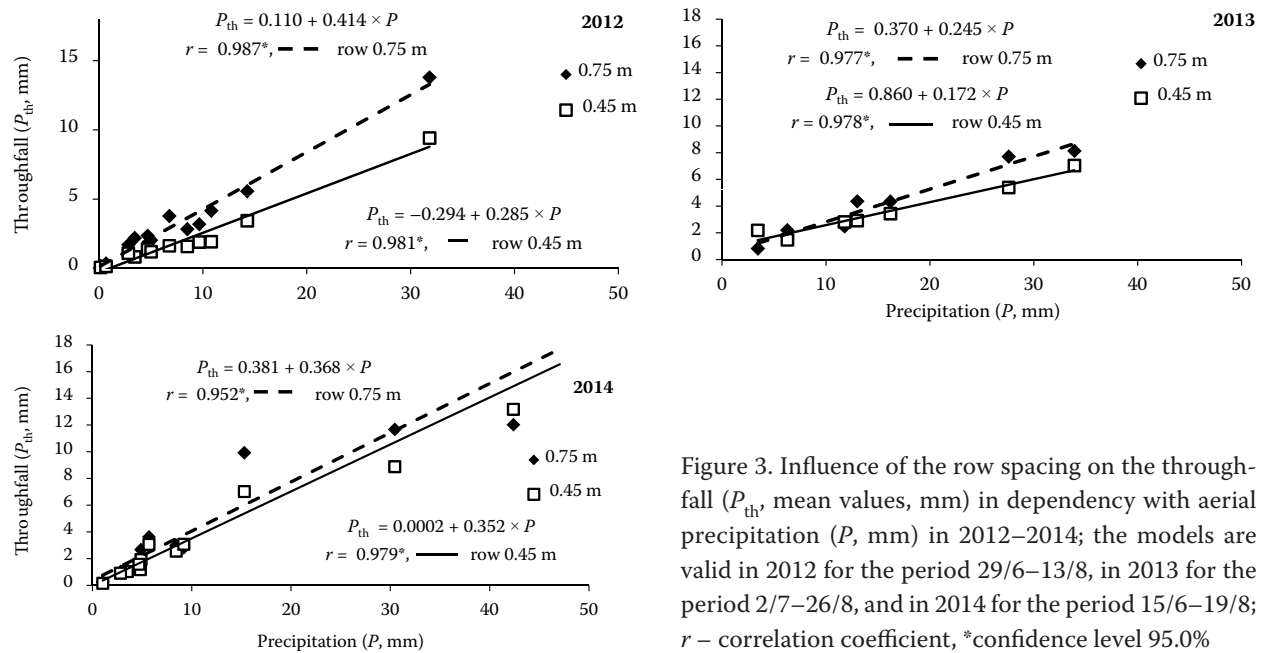 2012
P_th = 0.110 + 0.414 × P
r = 0.987*, row 0.75 m
0.75 m
0.45 m
P_th = −0.294 + 0.285 × P
r = 0.981*, row 0.45 m
Throughfall (P_th, mm)
15
10
5
0
0 10 20 30 40 50
2013
P_th = 0.370 + 0.245 × P
r = 0.977*, row 0.75 m
P_th = 0.860 + 0.172 × P
r = 0.978*, row 0.45 m
0.75 m
0.45 m
18
16
14
12
10
8
6
4
2
0
0 10 20 30 40 50
Precipitation (P, mm)
2014
P_th = 0.381 + 0.368 × P
r = 0.952*, row 0.75 m
0.75 m
0.45 m
P_th = 0.0002 + 0.352 × P
r = 0.979*, row 0.45 m
Throughfall (P_th, mm)
18
16
14
12
10
8
6
4
2
0
0 10 20 30 40 50
Precipitation (P, mm)
Figure 3. Influence of the row spacing on the through-
fall (P_th, mean values, mm) in dependency with aerial
precipitation (P, mm) in 2012–2014; the models are
valid in 2012 for the period 29/6–13/8, in 2013 for the
period 2/7–26/8, and in 2014 for the period 15/6–19/8;
r – correlation coefficient, *confidence level 95.0%